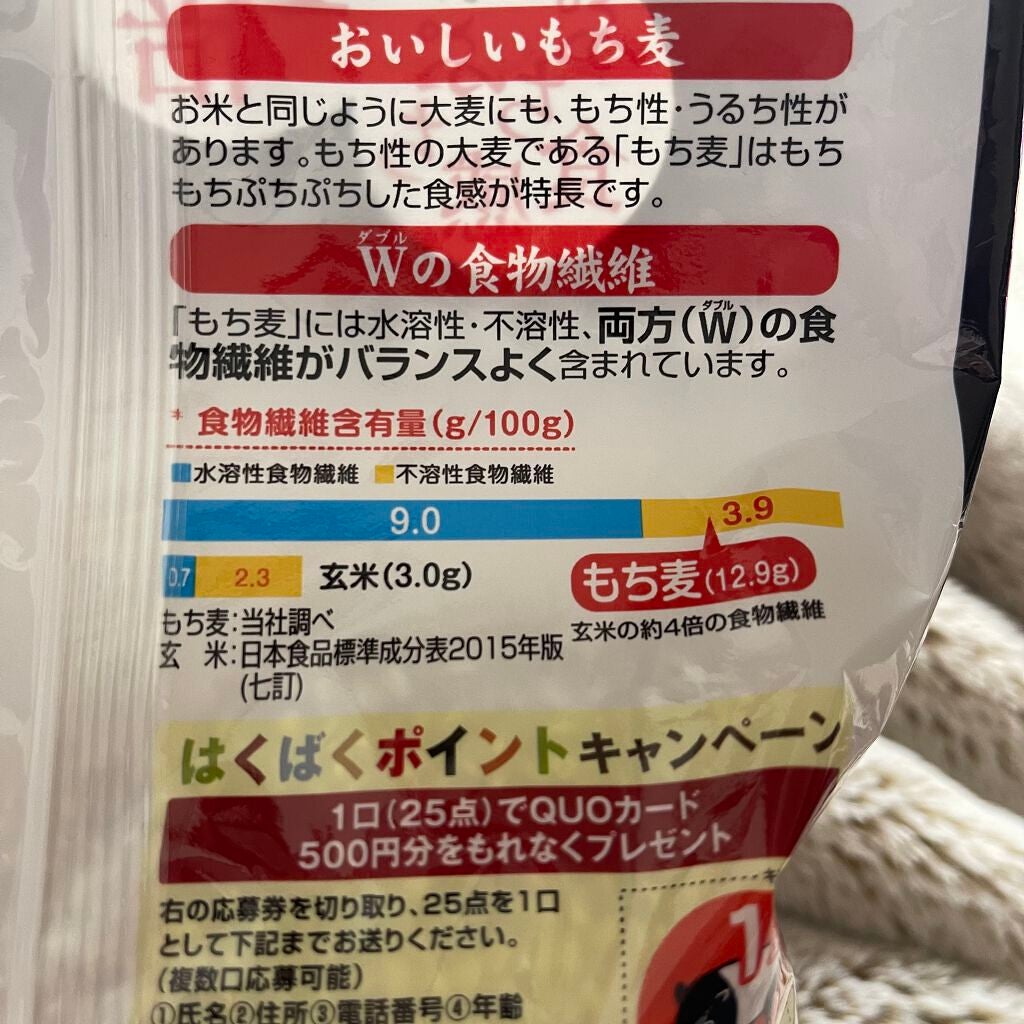 おいしいもち麦
お米と同じように大麦にも、もち性・うるち性が
あります。もち性の大麦である「もち麦」はもち
もちぷちぷちした食感が特長です。
ダブル
Wの食物繊維
ダブル
「もち麦」には水溶性・不溶性、両方(W)の食
物繊維がバランスよく含まれています。
* 食物繊維含有量(g/100g)
水溶性食物繊維 不溶性食物繊維
9.0 3.9
0.7 2.3 玄米(3.0g) もち麦(12.9g)
玄米の約4倍の食物繊維
もち麦:当社調べ
玄 米:日本食品標準成分表2015年版
(七訂)
はくばくポイントキャンペーン
1口(25点)でQUOカード
500円分をもれなくプレゼント
右の応募券を切り取り、25点を1口
として下記までお送りください。
(複数口応募可能)
①氏名②住所③電話番号④年齢
キ
1